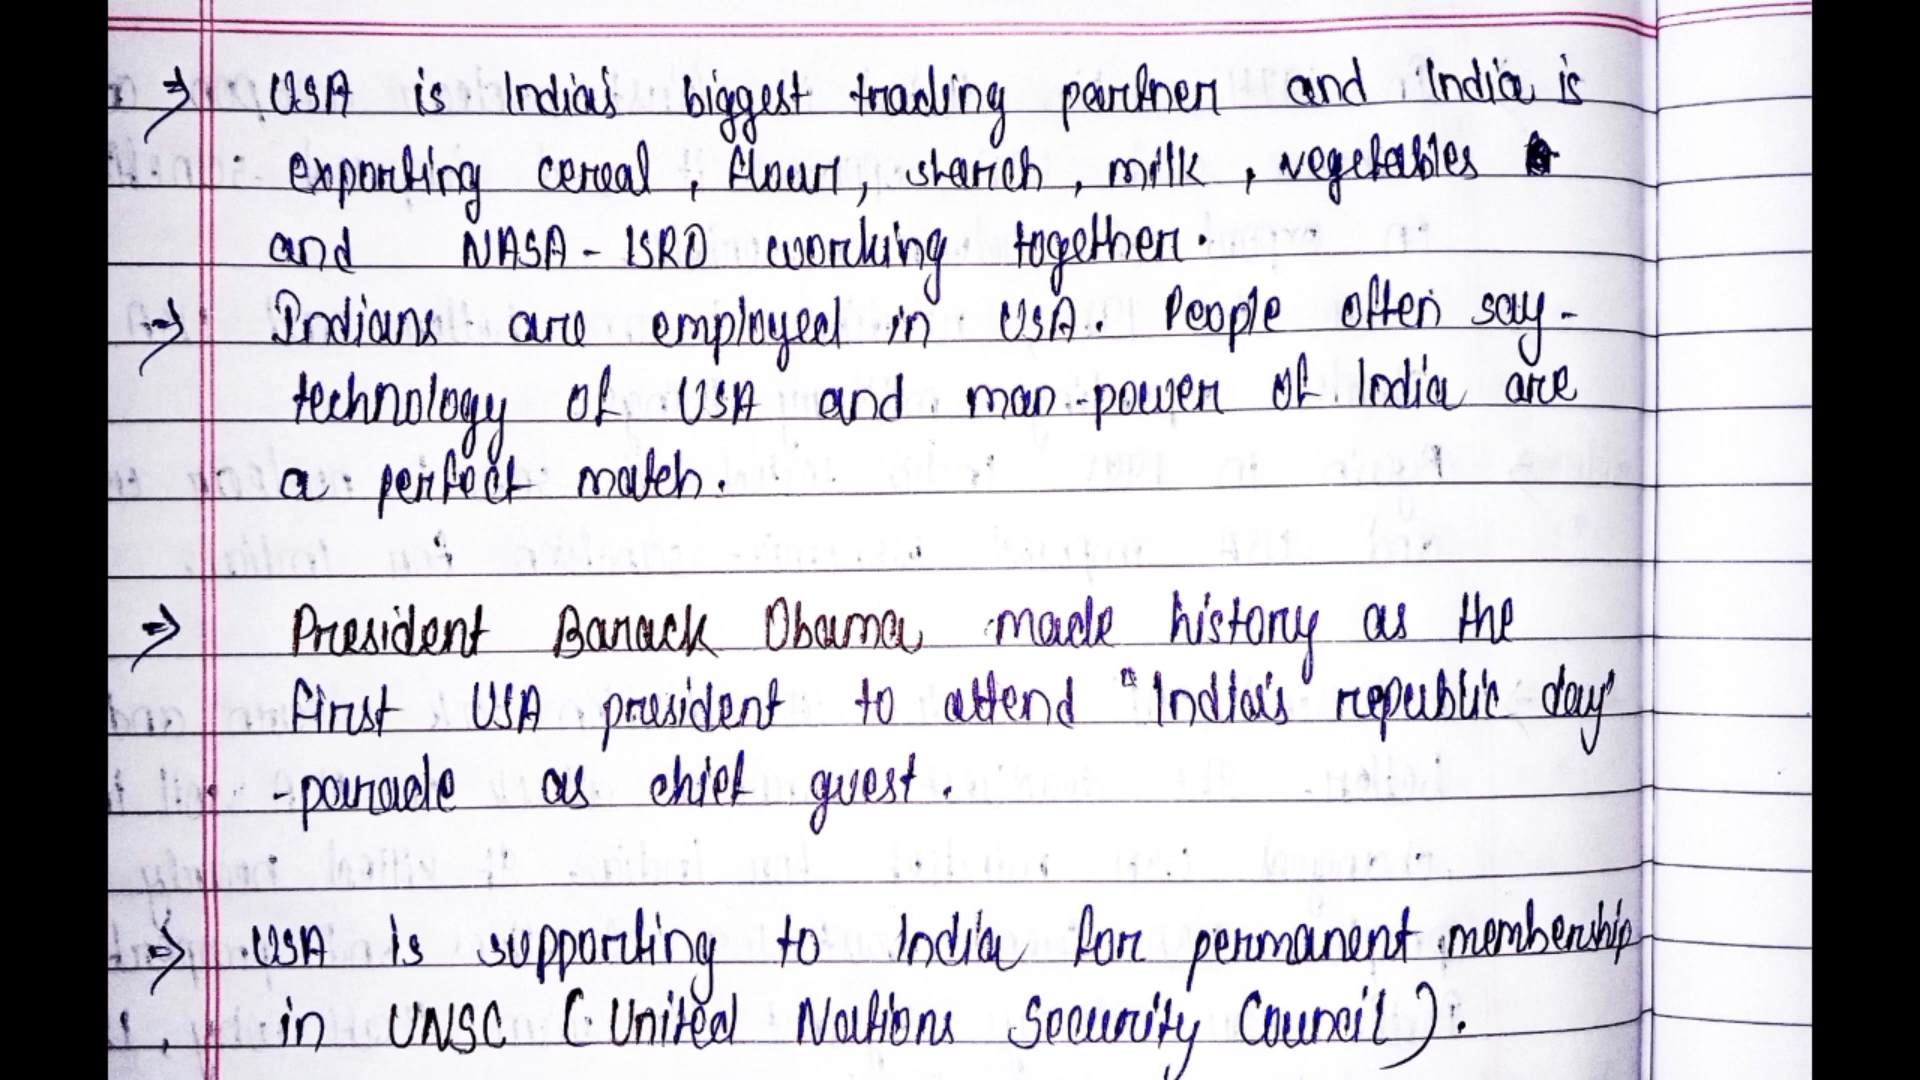 → USA is India's biggest trading partner and India is
exporting cereal, flour, starch, milk, vegetables
and NASA-ISRO working together.
→ Indians are employed in USA. People often say -
technology of USA and man-power of India are
a perfect match.
→ President Barack Obama made history as the
first USA president to attend "India's republic day"
-parade as chief guest.
→ USA is supporting to India for permanent membership
in UNSC (United Nations Security Council).